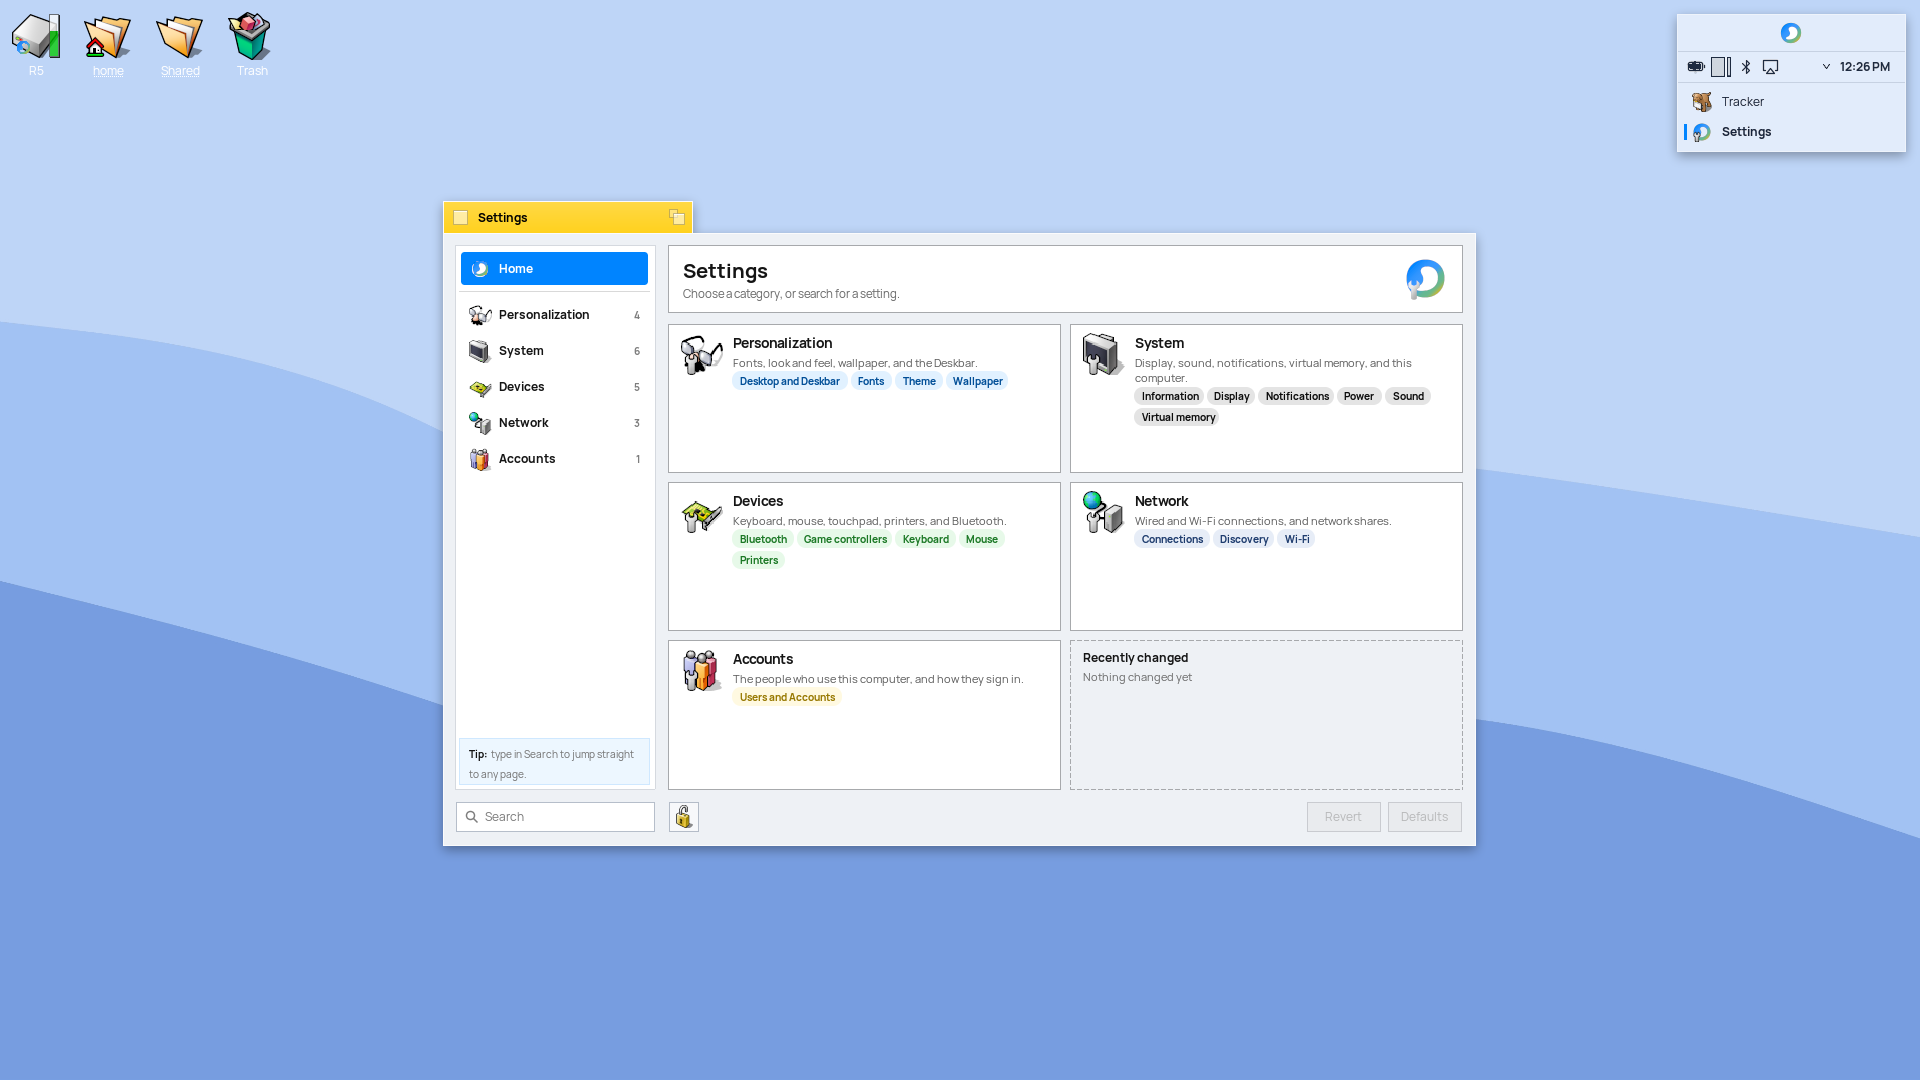 R5
home
Shared
Trash
12:26 PM
Tracker
Settings
Settings
Home
Personalization 4
System 6
Devices 5
Network 3
Accounts 1
Tip: type in Search to jump straight
to any page.
Search
Settings
Choose a category, or search for a setting.
Personalization
Fonts, look and feel, wallpaper, and the Deskbar.
Desktop and Deskbar Fonts Theme Wallpaper
System
Display, sound, notifications, virtual memory, and this
computer.
Information Display Notifications Power Sound
Virtual memory
Devices
Keyboard, mouse, touchpad, printers, and Bluetooth.
Bluetooth Game controllers Keyboard Mouse
Printers
Network
Wired and Wi-Fi connections, and network shares.
Connections Discovery Wi-Fi
Accounts
The people who use this computer, and how they sign in.
Users and Accounts
Recently changed
Nothing changed yet
Revert
Defaults